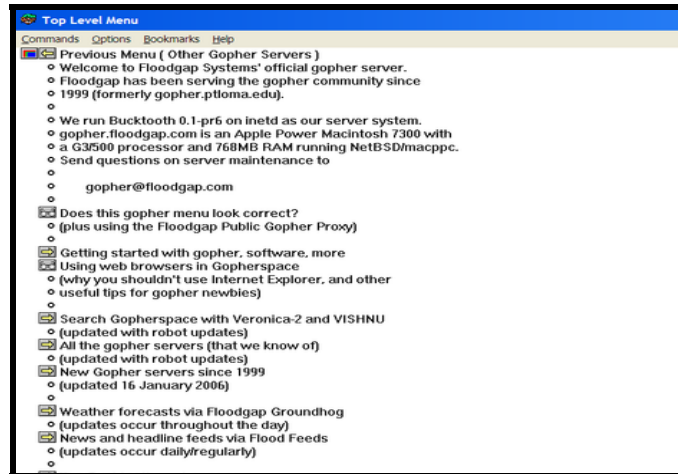 Top Level Menu
Commands Options Bookmarks Help
Previous Menu ( Other Gopher Servers )
Welcome to Floodgap Systems' official gopher server.
Floodgap has been serving the gopher community since
1999 (formerly gopher.ptloma.edu).
We run Bucktooth 0.1-pr6 on inetd as our server system.
gopher.floodgap.com is an Apple Power Macintosh 7300 with
a G3/500 processor and 768MB RAM running NetBSD/macppc.
Send questions on server maintenance to
gopher@floodgap.com
Does this gopher menu look correct?
(plus using the Floodgap Public Gopher Proxy)
Getting started with gopher, software, more
Using web browsers in Gopherspace
(why you shouldn't use Internet Explorer, and other
useful tips for gopher newbies)
Search Gopherspace with Veronica-2 and VISHNU
(updated with robot updates)
All the gopher servers (that we know of)
(updated with robot updates)
New Gopher servers since 1999
(updated 16 January 2006)
Weather forecasts via Floodgap Groundhog
(updates occur throughout the day)
News and headline feeds via Flood Feeds
(updates occur daily/regularly)